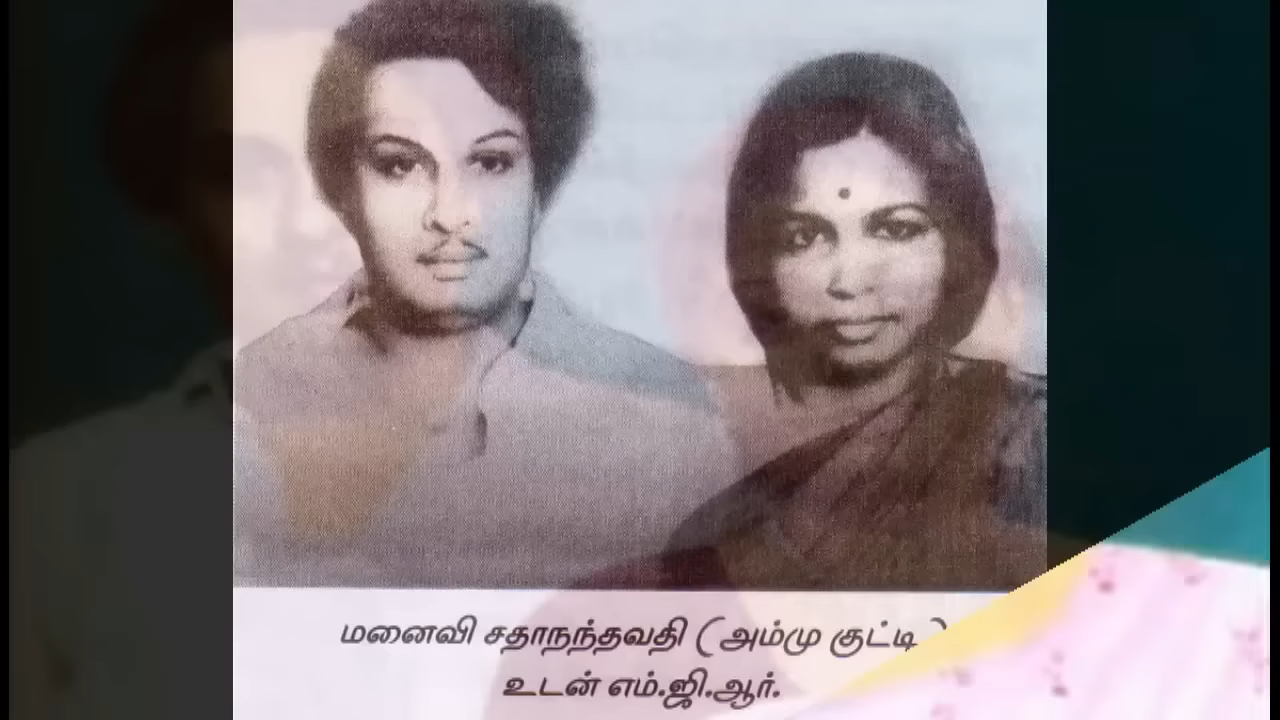 மனைவி சதாநந்தவதி (அம்மு குட்டி )
உடன் எம்.ஜி.ஆர்.